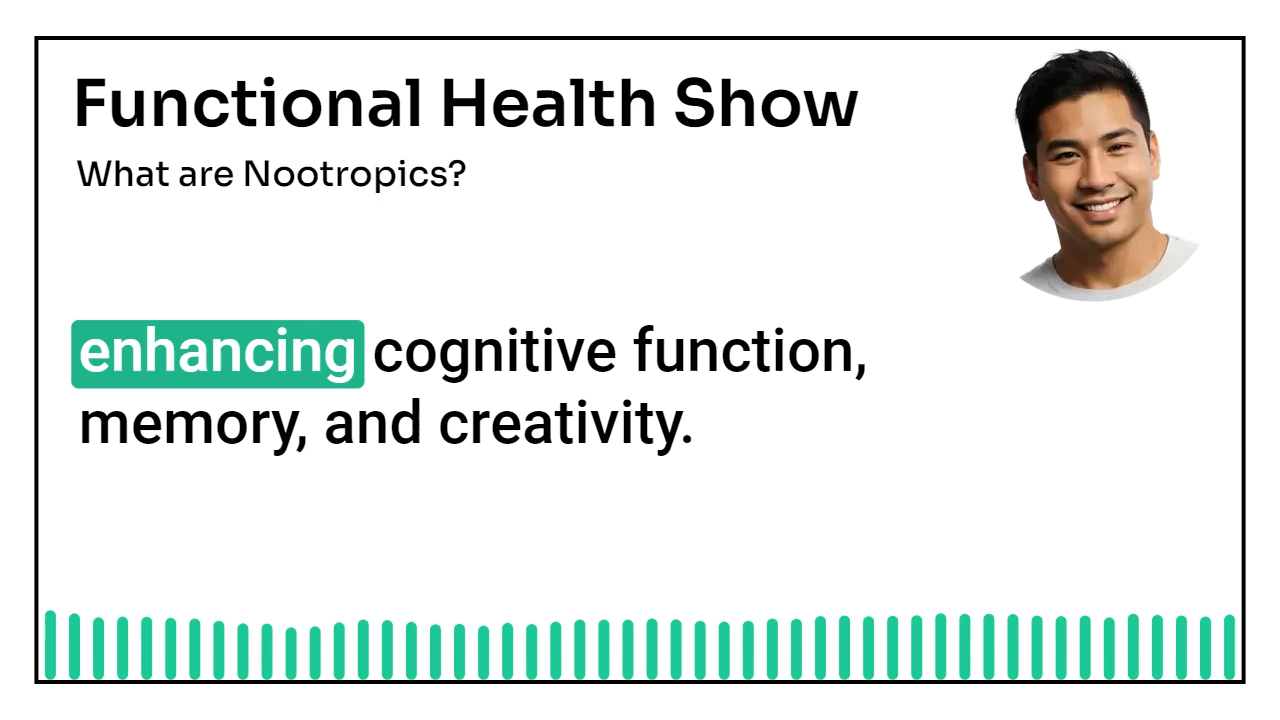 Functional Health Show
What are Nootropics?
enhancing cognitive function,
memory, and creativity.